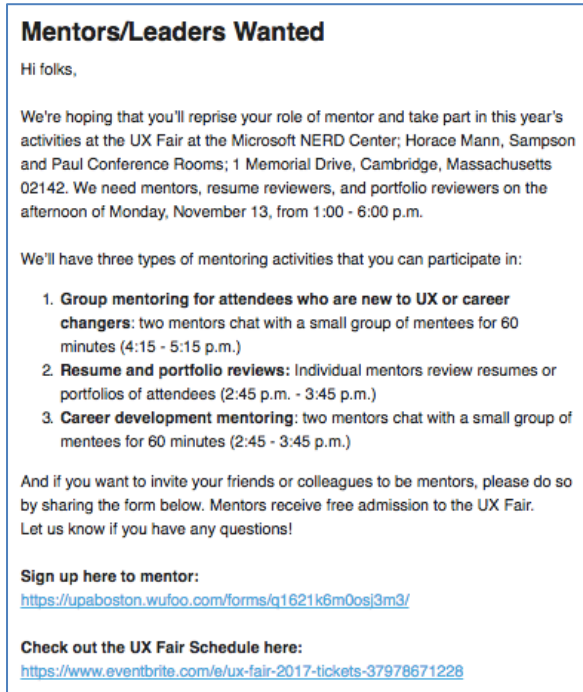 Mentors/Leaders Wanted
Hi folks,
We're hoping that you'll reprise your role of mentor and take part in this year's
activities at the UX Fair at the Microsoft NERD Center; Horace Mann, Sampson
and Paul Conference Rooms; 1 Memorial Drive, Cambridge, Massachusetts
02142. We need mentors, resume reviewers, and portfolio reviewers on the
afternoon of Monday, November 13, from 1:00 - 6:00 p.m.
We'll have three types of mentoring activities that you can participate in:
1. Group mentoring for attendees who are new to UX or career
changers: two mentors chat with a small group of mentees for 60
minutes (4:15 - 5:15 p.m.)
2. Resume and portfolio reviews: Individual mentors review resumes or
portfolios of attendees (2:45 p.m. - 3:45 p.m.)
3. Career development mentoring: two mentors chat with a small group of
mentees for 60 minutes (2:45 - 3:45 p.m.)
And if you want to invite your friends or colleagues to be mentors, please do so
by sharing the form below. Mentors receive free admission to the UX Fair.
Let us know if you have any questions!
Sign up here to mentor:
https://upaboston.wufoo.com/forms/q1621k6m0osj3m3/
Check out the UX Fair Schedule here:
https://www.eventbrite.com/e/ux-fair-2017-tickets-37978671228